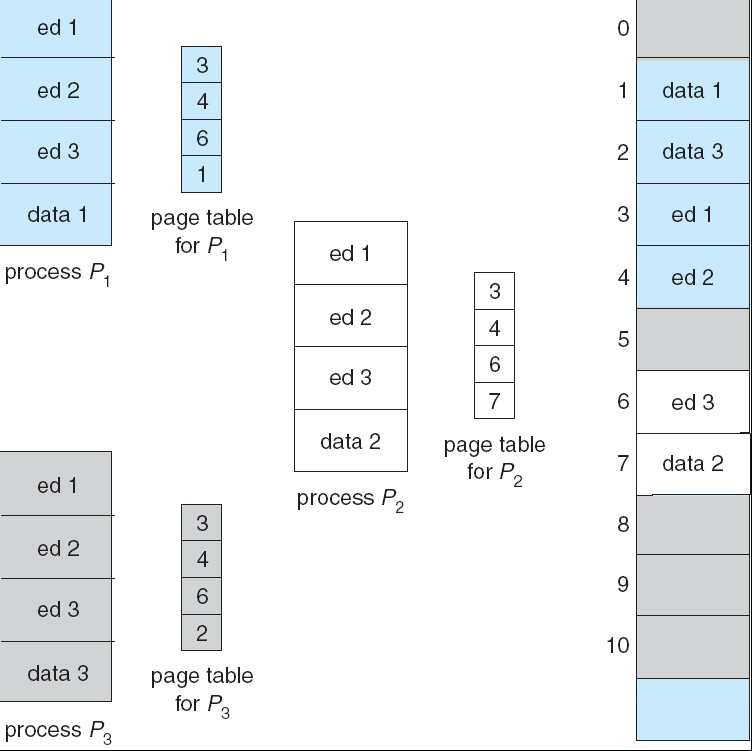 ed 1
ed 2
ed 3
data 1
process P1
3
4
6
1
page table
for P1
ed 1
ed 2
ed 3
data 2
process P2
3
4
6
7
page table
for P2
ed 1
ed 2
ed 3
data 3
process P3
3
4
6
2
page table
for P3
0
1 data 1
2 data 3
3 ed 1
4 ed 2
5
6 ed 3
7 data 2
8
9
10